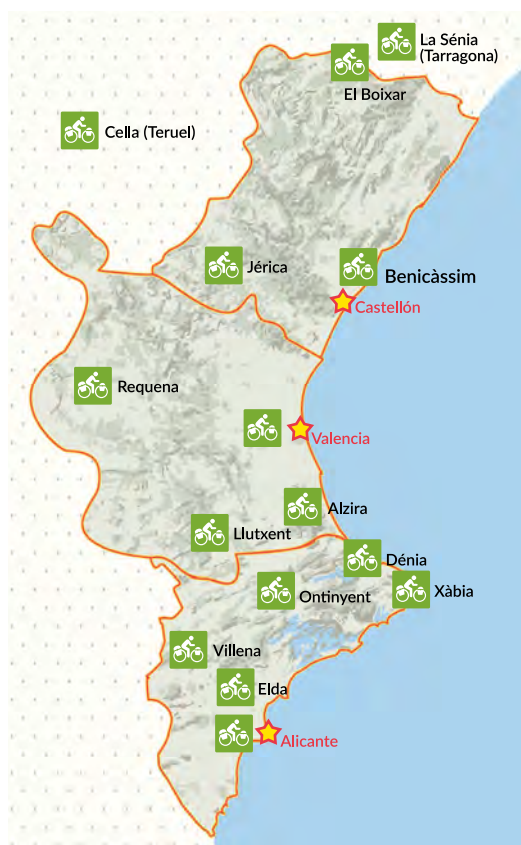 La Sénia
(Tarragona)
El Boixar
Cella (Teruel)
Jérica
Benicàssim
Castellón
Requena
Valencia
Alzira
Llutxent
Dénia
Ontinyent
Xàbia
Villena
Elda
Alicante